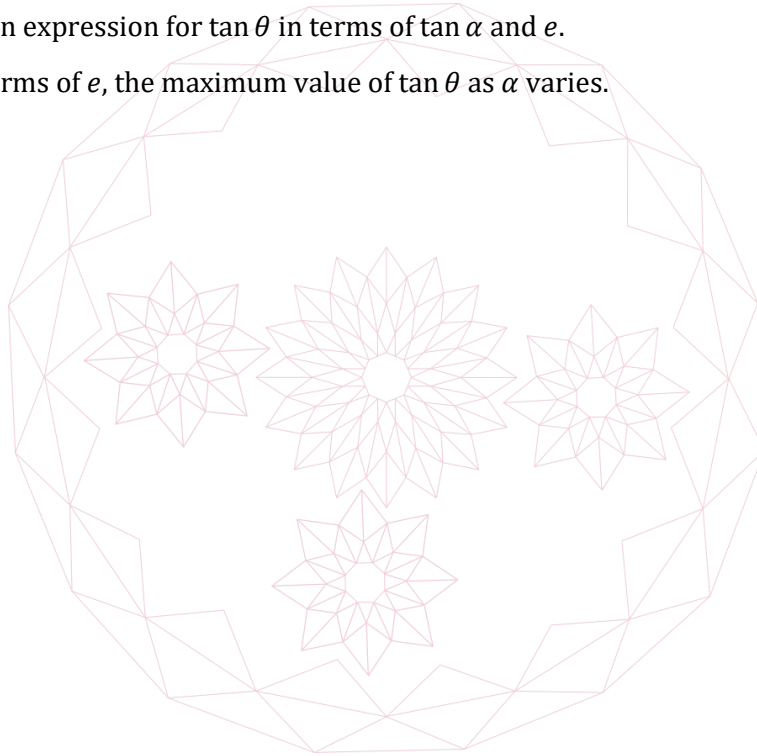 n expression for tan θ in terms of tan α and e.
rms of e, the maximum value of tan θ as α varies.